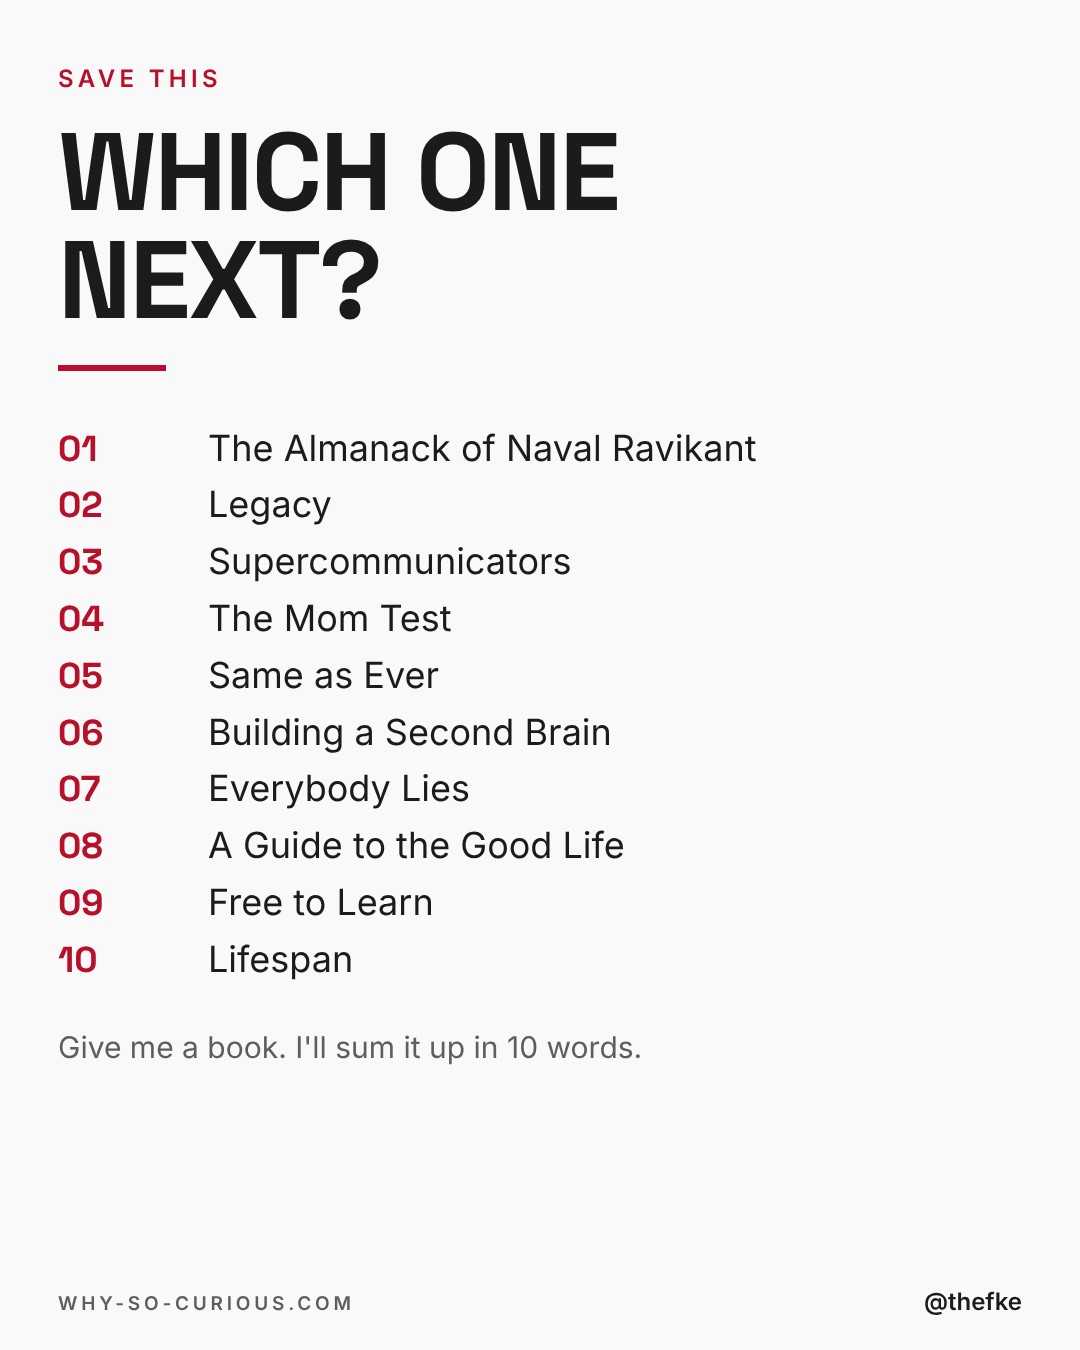 SAVE THIS
WHICH ONE
NEXT?
01 The Almanack of Naval Ravikant
02 Legacy
03 Supercommunicators
04 The Mom Test
05 Same as Ever
06 Building a Second Brain
07 Everybody Lies
08 A Guide to the Good Life
09 Free to Learn
10 Lifespan
Give me a book. I'll sum it up in 10 words.
WHY-SO-CURIOUS.COM @thefke